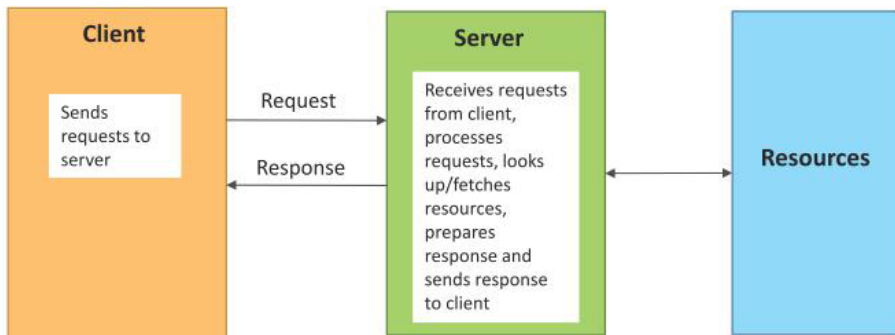 Client
Sends
requests to
server
Request
Response
Server
Receives requests
from client,
processes
requests, looks
up/fetches
resources,
prepares
response and
sends response
to client
Resources